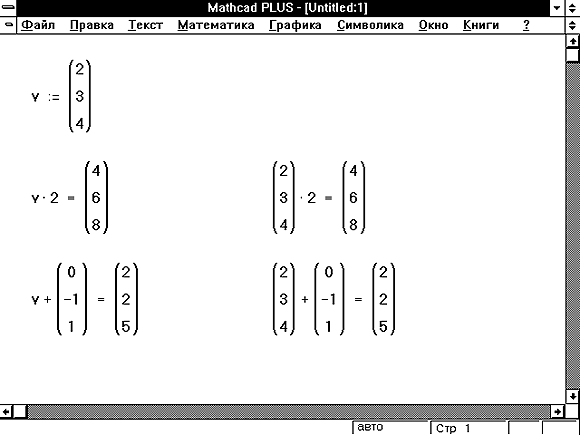 Mathcad PLUS - [Untitled:1]
Файл Правка Текст Математика Графика Символика Окно Книги ?
v := (2 3 4)
v · 2 = (4 6 8) (2 3 4) · 2 = (4 6 8)
v + (0 -1 1) = (2 2 5) (2 3 4) + (0 -1 1) = (2 2 5)
авто Стр 1